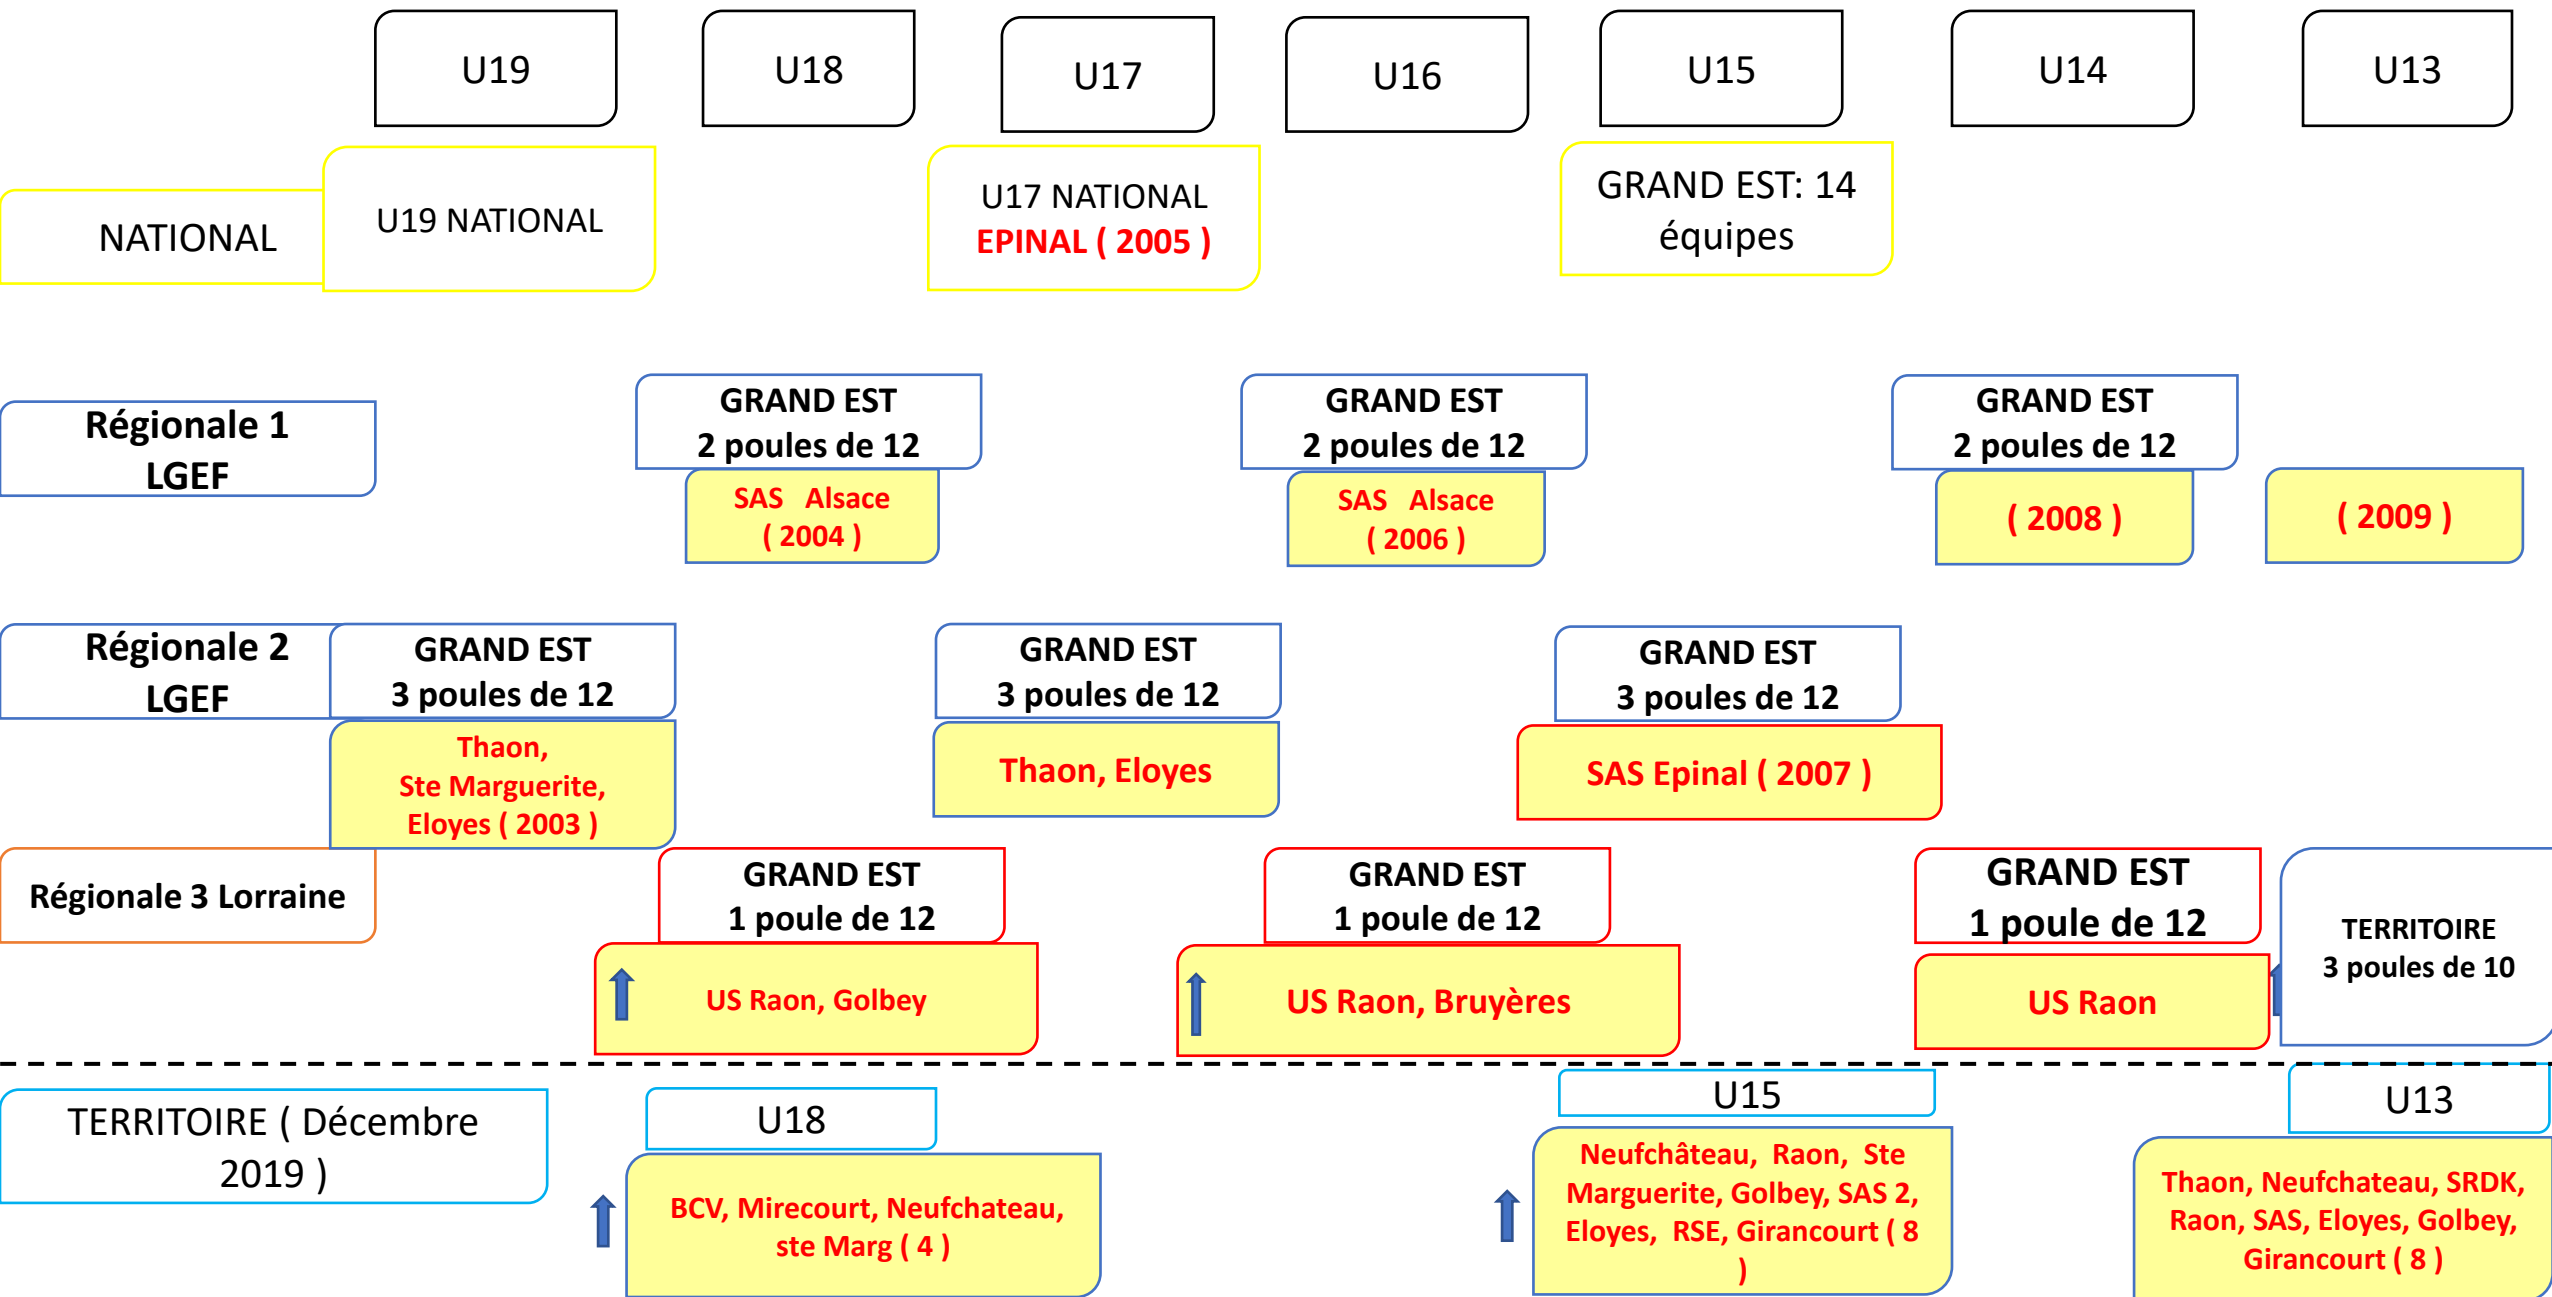 U19
U18
U17
U16
U15
U14
U13
NATIONAL
U19 NATIONAL
U17 NATIONAL
EPINAL ( 2005 )
GRAND EST: 14
équipes
Régionale 1
LGEF
GRAND EST
2 poules de 12
SAS   Alsace
( 2004 )
GRAND EST
2 poules de 12
SAS   Alsace
( 2006 )
GRAND EST
2 poules de 12
( 2008 )
( 2009 )
Régionale 2
LGEF
GRAND EST
3 poules de 12
Thaon,
Ste Marguerite,
Eloyes ( 2003 )
GRAND EST
3 poules de 12
Thaon, Eloyes
GRAND EST
3 poules de 12
SAS Epinal ( 2007 )
Régionale 3 Lorraine
GRAND EST
1 poule de 12
US Raon, Golbey
GRAND EST
1 poule de 12
US Raon, Bruyères
GRAND EST
1 poule de 12
US Raon
TERRITOIRE
3 poules de 10
TERRITOIRE ( Décembre
2019 )
U18
BCV, Mirecourt, Neufchateau,
ste Marg ( 4 )
U15
Neufchâteau,  Raon,  Ste
Marguerite, Golbey, SAS 2,
Eloyes,  RSE, Girancourt ( 8
)
U13
Thaon, Neufchateau, SRDK,
Raon, SAS, Eloyes, Golbey,
Girancourt ( 8 )